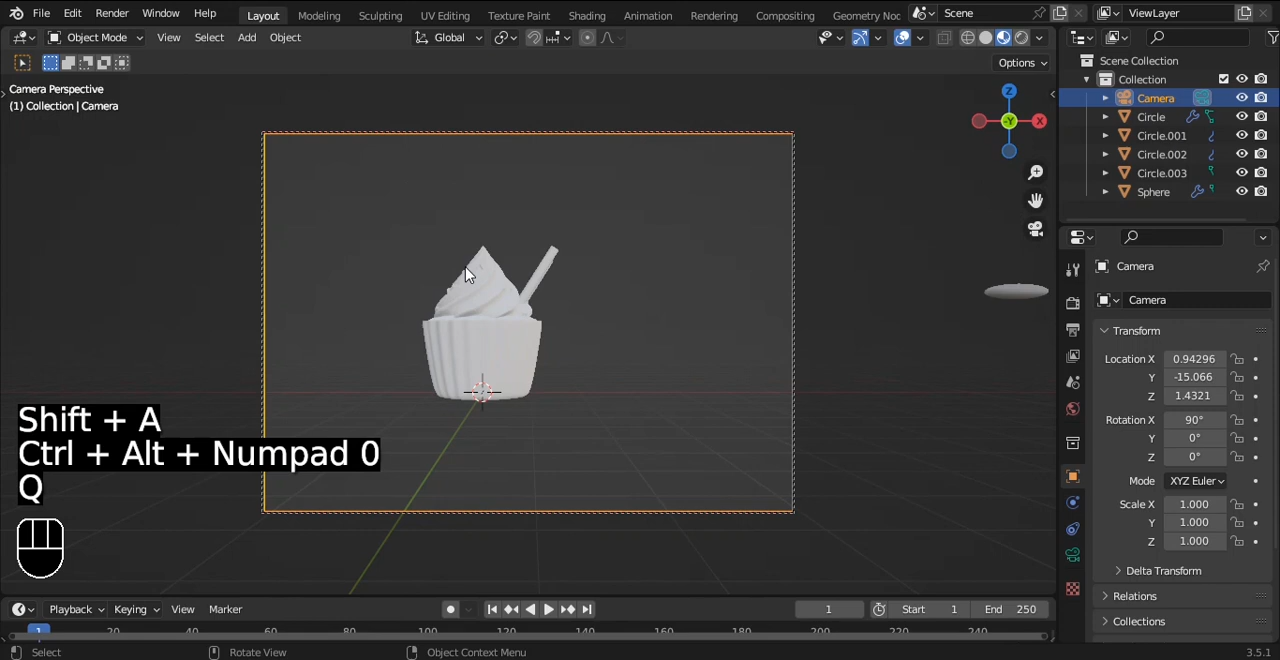 File Edit Render Window Help Layout Modeling Sculpting UV Editing Texture Paint Shading Animation Rendering Compositing Geometry Noc Scene ViewLayer
Object Mode View Select Add Object Global
Options
Camera Perspective
(1) Collection | Camera
Z
X
-Y
Scene Collection
Collection
Camera
Circle
Circle.001
Circle.002
Circle.003
Sphere
Camera
Camera
Transform
Location X 0.94296
Y -15.066
Z 1.4321
Rotation X 90°
Y 0°
Z 0°
Mode XYZ Euler
Scale X 1.000
Y 1.000
Z 1.000
Delta Transform
Relations
Collections
Shift + A
Ctrl + Alt + Numpad 0
Q
Playback Keying View Marker 1 Start 1 End 250
1 20 40 60 80 100 120 140 160 180 200 220 240
Select Rotate View Object Context Menu 3.5.1